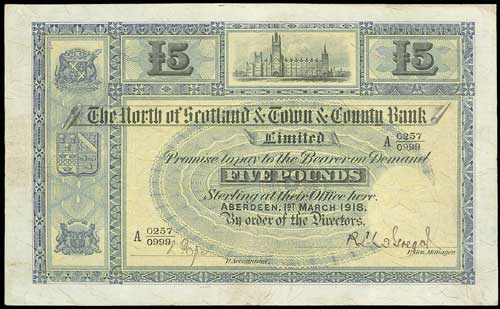 £5 £5
The North of Scotland & Town & County Bank
Limited
A 0257
0999
Promise to pay to the Bearer on Demand
FIVE POUNDS
Sterling at their Office here.
ABERDEEN, 1ST MARCH 1918.
By order of the Directors.
A 0257
0999
P. Accountant. P. Gen. Manager.